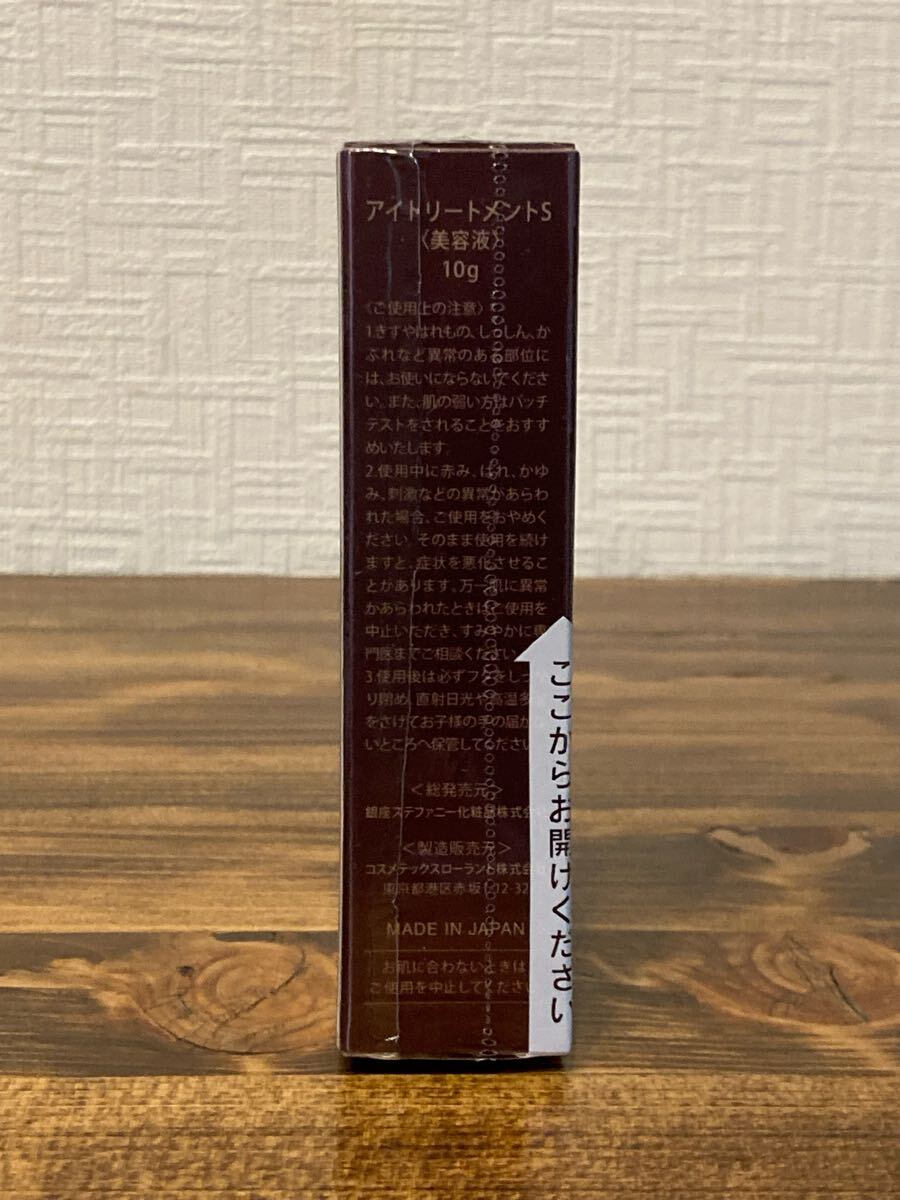 アイトリートメントS
〈美容液〉
10g
〈ご使用上の注意〉
1.きずやはれもの、しっしん、か
ぶれなど異常のある部位に
は、お使いにならないでくださ
い。また、肌の弱い方はパッチ
テストをされることをおすす
めいたします。
2.使用中に赤み、はれ、かゆ
み、刺激などの異常があらわ
れた場合、ご使用をおやめく
ださい。そのまま使用を続け
ますと、症状を悪化させるこ
とがあります。万一肌に異常
があらわれたときはご使用を
中止いただき、すみやかに専
門医までご相談ください。
3.使用後は必ずフタをしっ
り閉め、直射日光や高温多
をさけてお子様の手の届か
いところへ保管してください
＜総発売元＞
銀座ステファニー化粧品株式会
＜製造販売元＞
コスメテックスローランド株式会
東京都港区赤坂1-12-32
MADE IN JAPAN
お肌に合わないときは
ご使用を中止してください
ここからお開けください